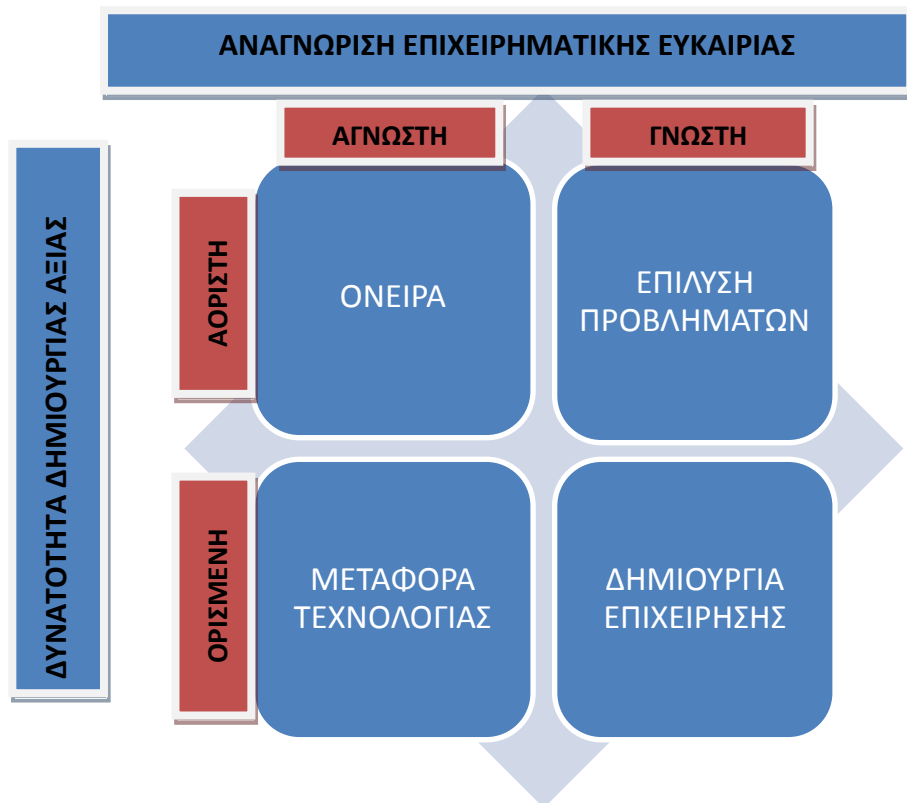 ΑΝΑΓΝΩΡΙΣΗ ΕΠΙΧΕΙΡΗΜΑΤΙΚΗΣ ΕΥΚΑΙΡΙΑΣ
ΑΓΝΩΣΤΗ
ΓΝΩΣΤΗ
ΔΥΝΑΤΟΤΗΤΑ ΔΗΜΙΟΥΡΓΙΑΣ ΑΞΙΑΣ
ΑΟΡΙΣΤΗ
ΟΝΕΙΡΑ
ΕΠΙΛΥΣΗ
ΠΡΟΒΛΗΜΑΤΩΝ
ΟΡΙΣΜΕΝΗ
ΜΕΤΑΦΟΡΑ
ΤΕΧΝΟΛΟΓΙΑΣ
ΔΗΜΙΟΥΡΓΙΑ
ΕΠΙΧΕΙΡΗΣΗΣ